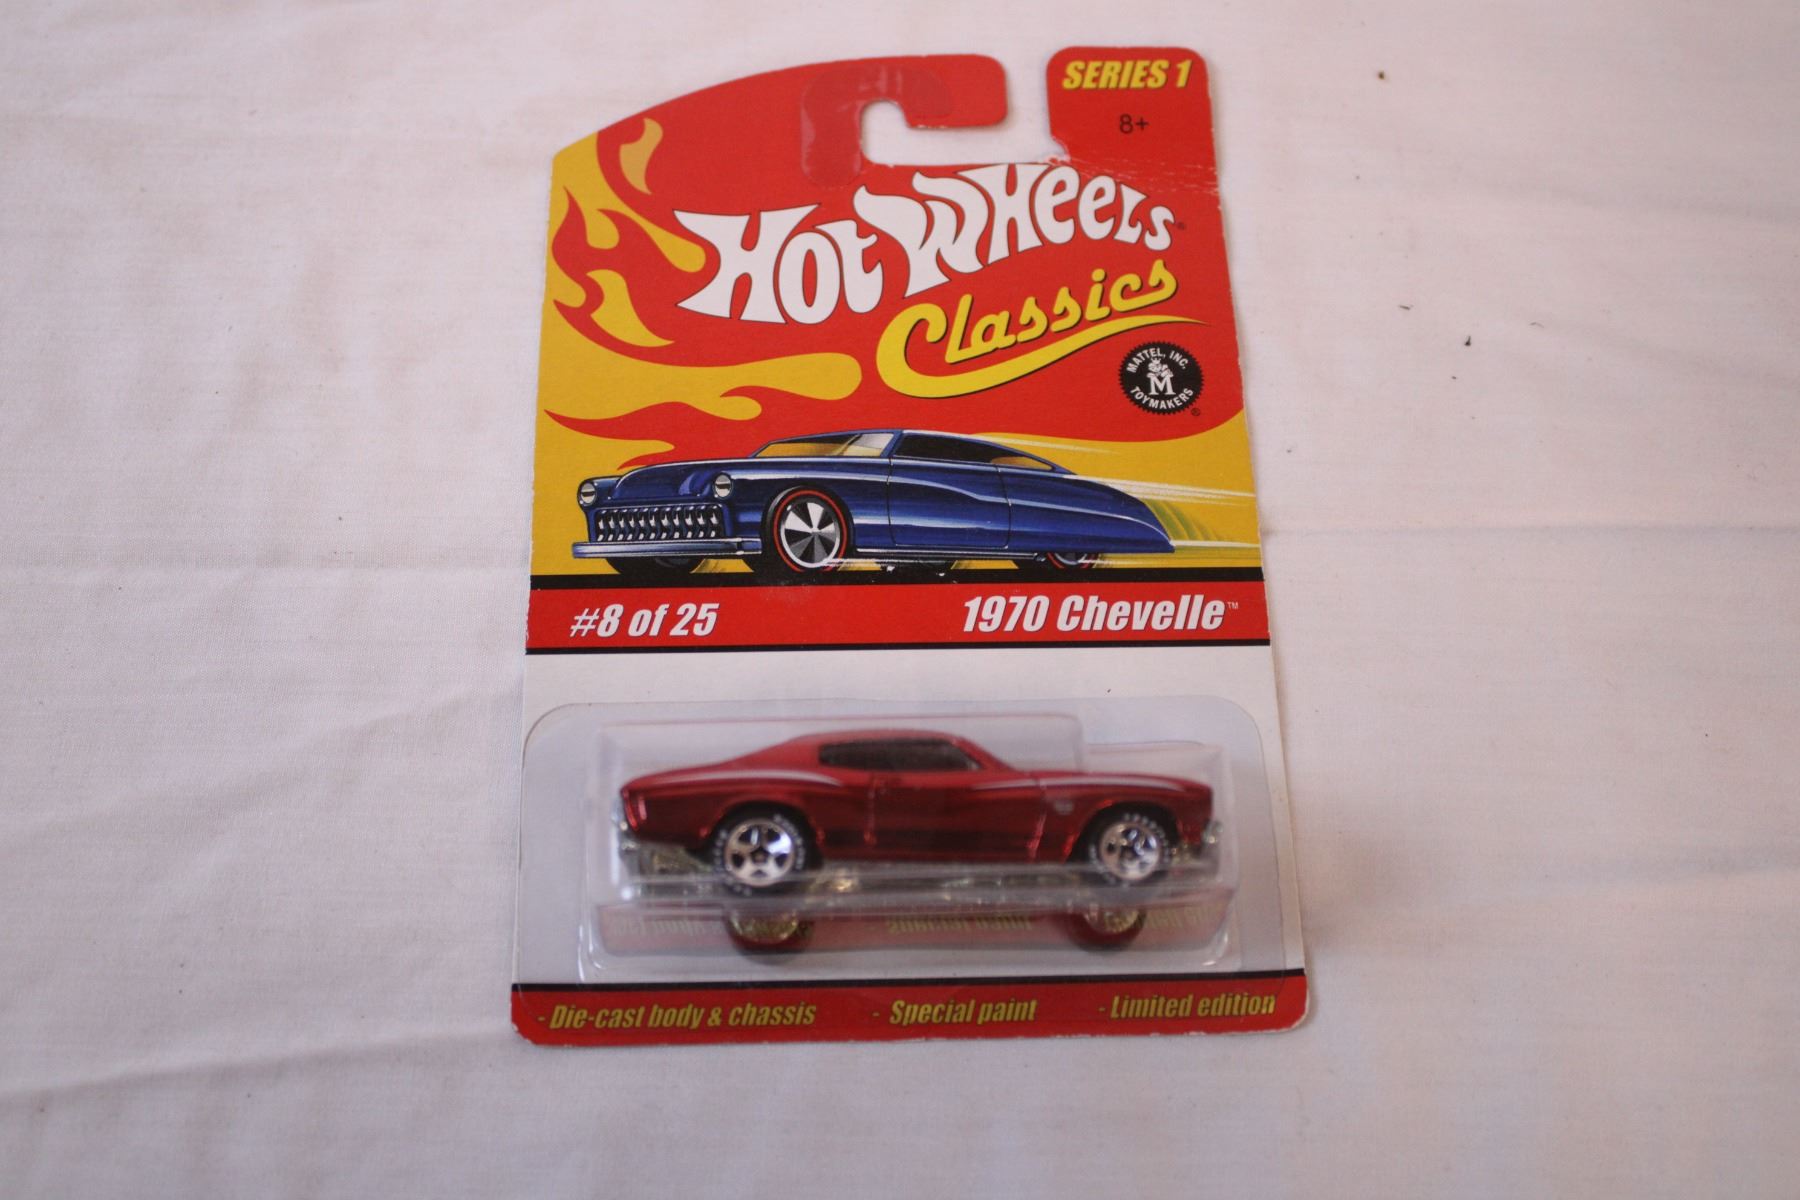 SERIES 1
8+
Hot Wheels®
Classics
MATTEL, INC.
M
TOYMAKERS
®
#8 of 25
1970 Chevelle™
- Die-cast body & chassis - Special paint - Limited edition